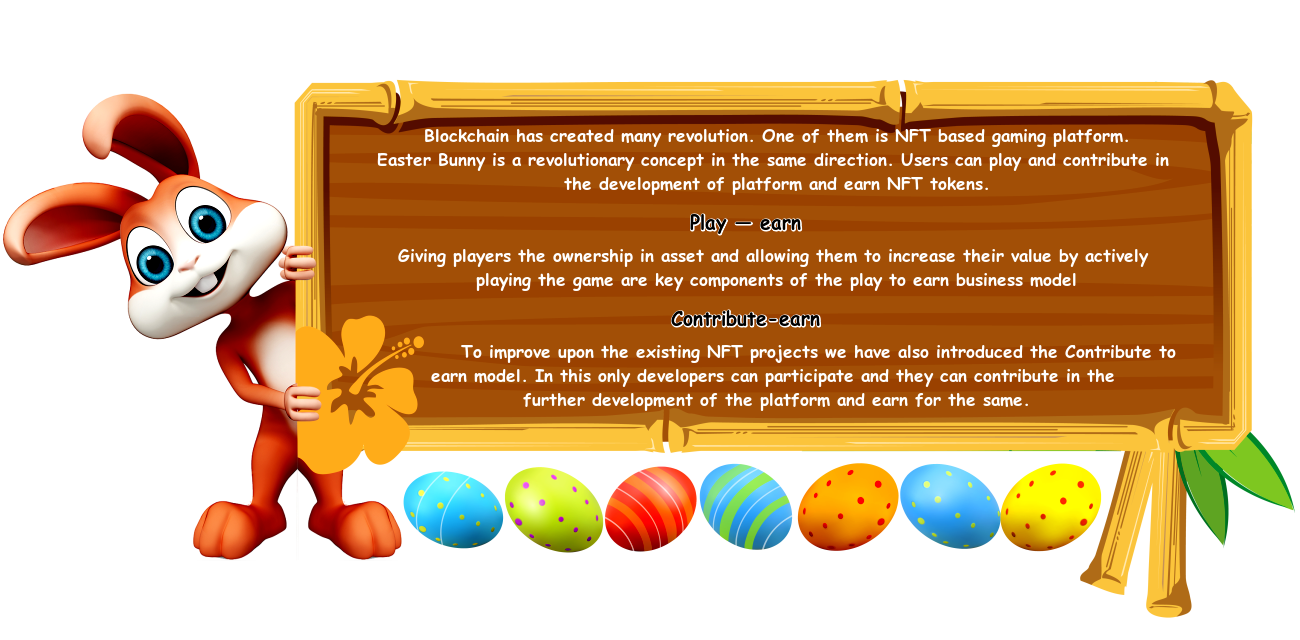 Blockchain has created many revolution. One of them is NFT based gaming platform.
Easter Bunny is a revolutionary concept in the same direction. Users can play and contribute in
the development of platform and earn NFT tokens.
Play — earn
Giving players the ownership in asset and allowing them to increase their value by actively
playing the game are key components of the play to earn business model
Contribute-earn
To improve upon the existing NFT projects we have also introduced the Contribute to
earn model. In this only developers can participate and they can contribute in the
further development of the platform and earn for the same.